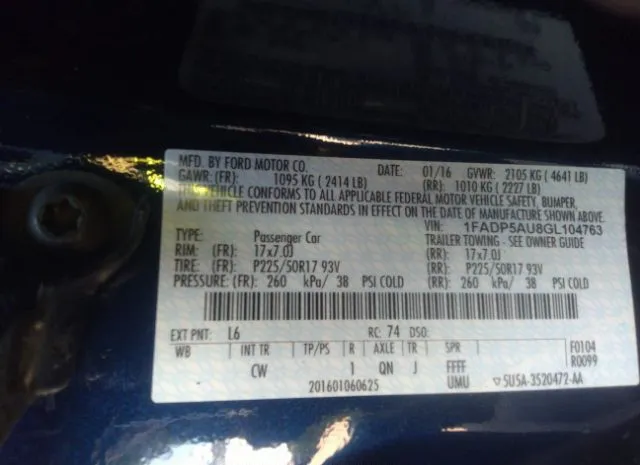 MFD. BY FORD MOTOR CO. DATE: 01/16 GVWR: 2105 KG ( 4641 LB)
GAWR: (FR): 1095 KG ( 2414 LB) (RR): 1010 KG ( 2227 LB)
THIS VEHICLE CONFORMS TO ALL APPLICABLE FEDERAL MOTOR VEHICLE SAFETY, BUMPER,
AND THEFT PREVENTION STANDARDS IN EFFECT ON THE DATE OF MANUFACTURE SHOWN ABOVE.
VIN: 1FADP5AU8GL104763
TYPE: Passenger Car TRAILER TOWING - SEE OWNER GUIDE
RIM: (FR): 17x7.0J (RR): 17x7.0J
TIRE: (FR): P225/50R17 93V (RR): P225/50R17 93V
PRESSURE: (FR): 260 kPa/ 38 PSI COLD (RR): 260 kPa/ 38 PSI COLD
EXT PNT: L6 RC: 74 DSO:
WB INT TR TP/PS R AXLE TR SPR F0104
CW 1 QN J FFFF R0099
201601060625 UMU 5U5A-3520472-AA